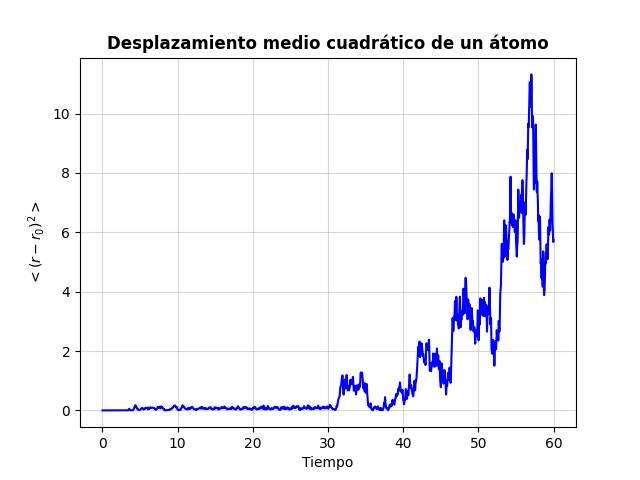 Desplazamiento medio cuadrático de un átomo
10
8
6
4
2
0
< (r − r₀)² >
0 10 20 30 40 50 60
Tiempo